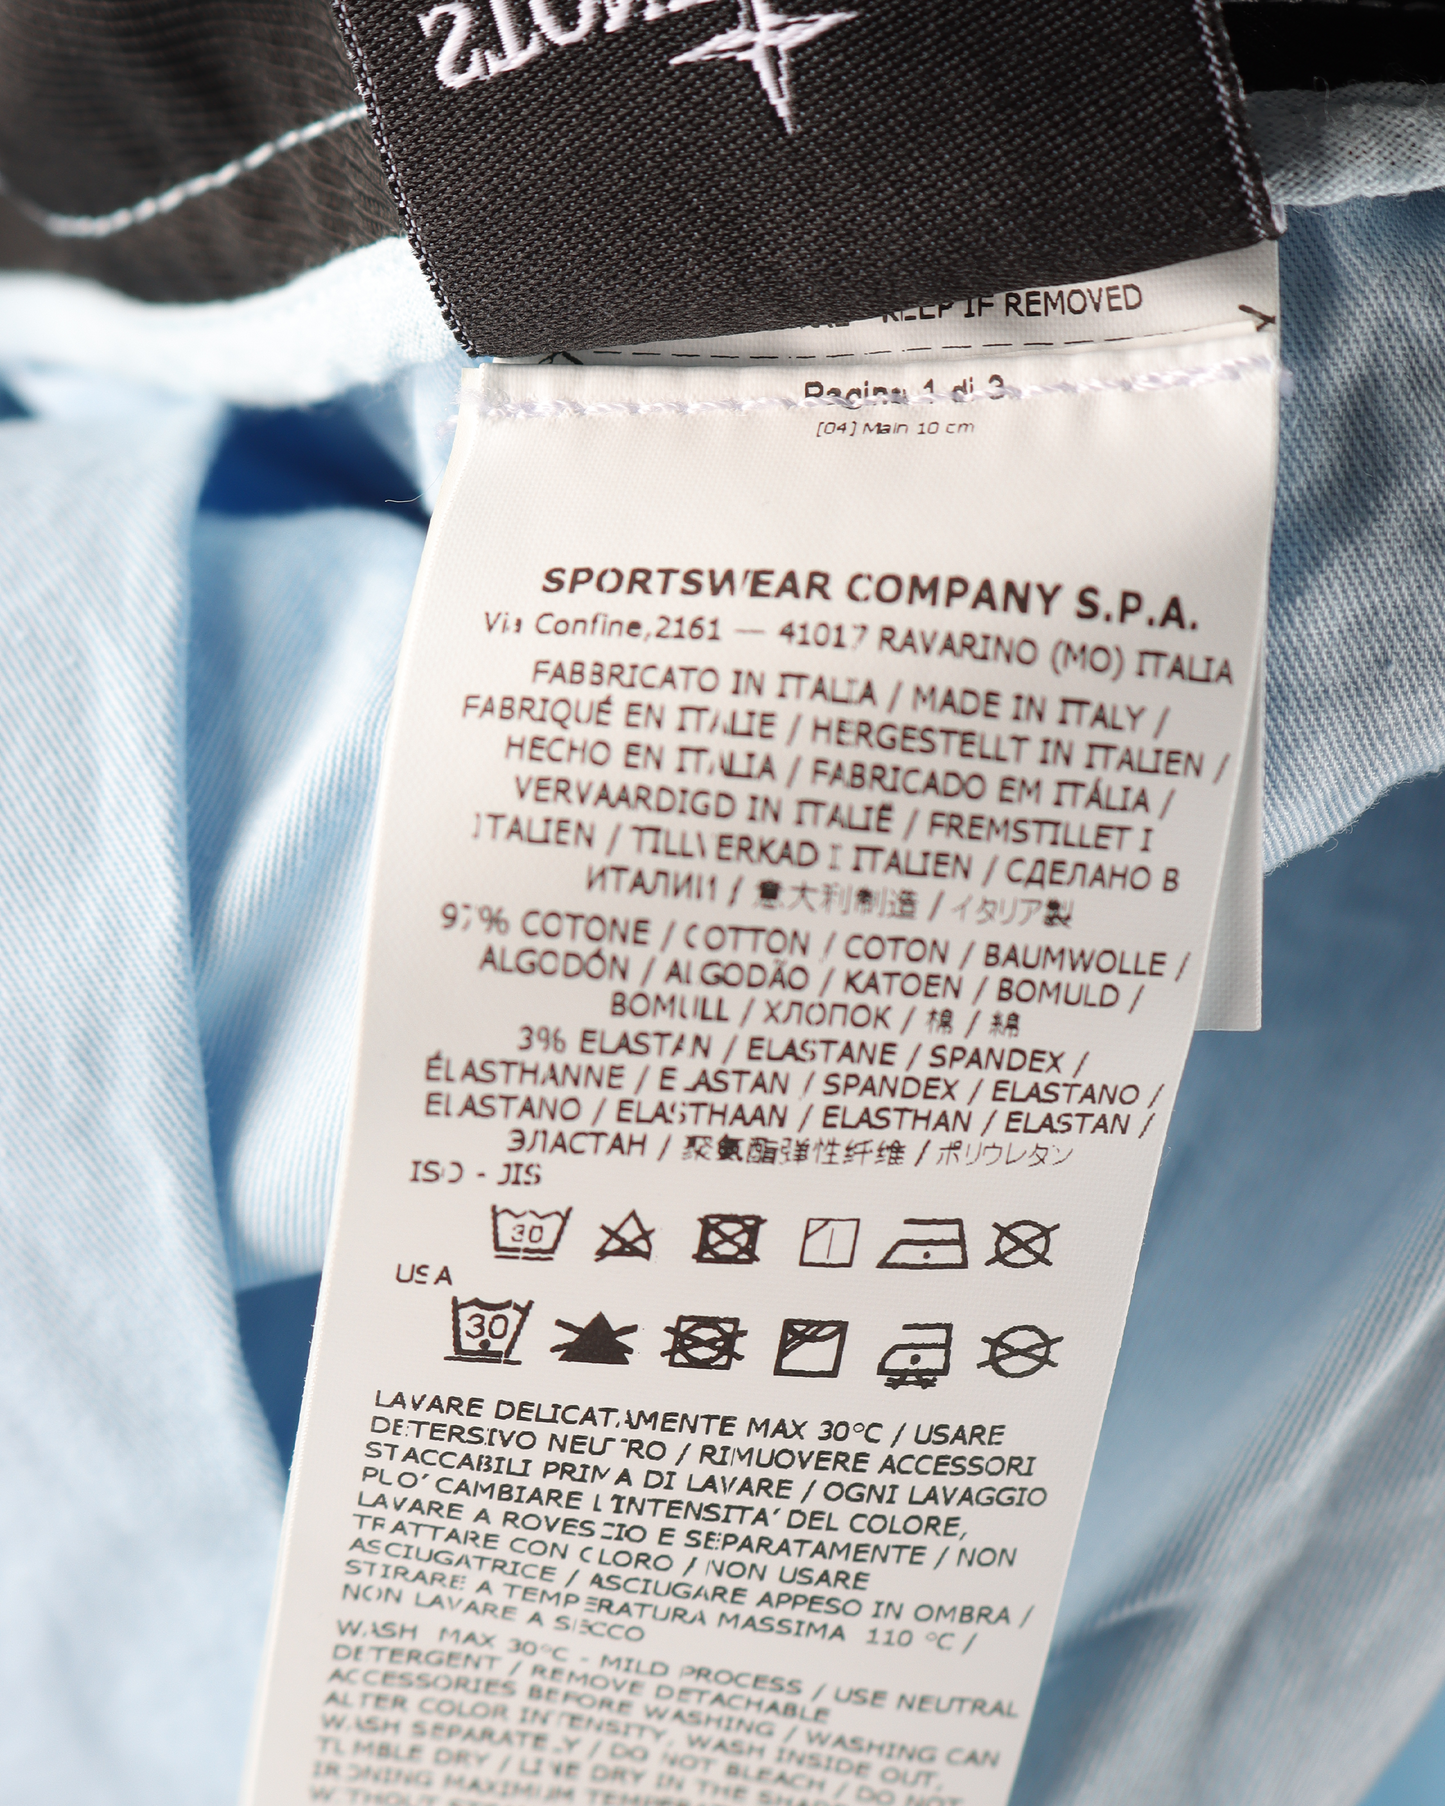 KEEP IF REMOVED
Pagina 1 di 3
[04] Main 10 cm
SPORTSWEAR COMPANY S.P.A.
Via Confine,2161 — 41017 RAVARINO (MO) ITALIA
FABBRICATO IN ITALIA / MADE IN ITALY /
FABRIQUÉ EN ITALIE / HERGESTELLT IN ITALIEN /
HECHO EN ITALIA / FABRICADO EM ITÁLIA /
VERVAARDIGD IN ITALIË / FREMSTILLET I
ITALIEN / TILLVERKAD I ITALIEN / СДЕЛАНО В
ИТАЛИИ / 意大利制造 / イタリア製
97% COTONE / COTTON / COTON / BAUMWOLLE /
ALGODÓN / ALGODÃO / KATOEN / BOMULD /
BOMULL / ХЛОПОК / 棉 / 綿
3% ELASTAN / ELASTANE / SPANDEX /
ÉLASTHANNE / ELASTAN / SPANDEX / ELASTANO /
ELASTANO / ELASTHAAN / ELASTHAN / ELASTAN /
ЭЛАСТАН / 聚氨酯弹性纤维 / ポリウレタン
ISO - JIS
30
USA
30
LAVARE DELICATAMENTE MAX 30°C / USARE
DETERSIVO NEUTRO / RIMUOVERE ACCESSORI
STACCABILI PRIMA DI LAVARE / OGNI LAVAGGIO
PUO' CAMBIARE L'INTENSITA' DEL COLORE,
LAVARE A ROVESCIO E SEPARATAMENTE / NON
TRATTARE CON CLORO / NON USARE
ASCIUGATRICE / ASCIUGARE APPESO IN OMBRA /
STIRARE A TEMPERATURA MASSIMA 110 °C /
NON LAVARE A SECCO
WASH MAX 30°C - MILD PROCESS / USE NEUTRAL
DETERGENT / REMOVE DETACHABLE
ACCESSORIES BEFORE WASHING / WASHING CAN
ALTER COLOR INTENSITY, WASH INSIDE OUT,
WASH SEPARATELY / DO NOT BLEACH / DO NOT
TUMBLE DRY / LINE DRY IN THE SHADE /
IRONING MAXIMUM
WITHOUT